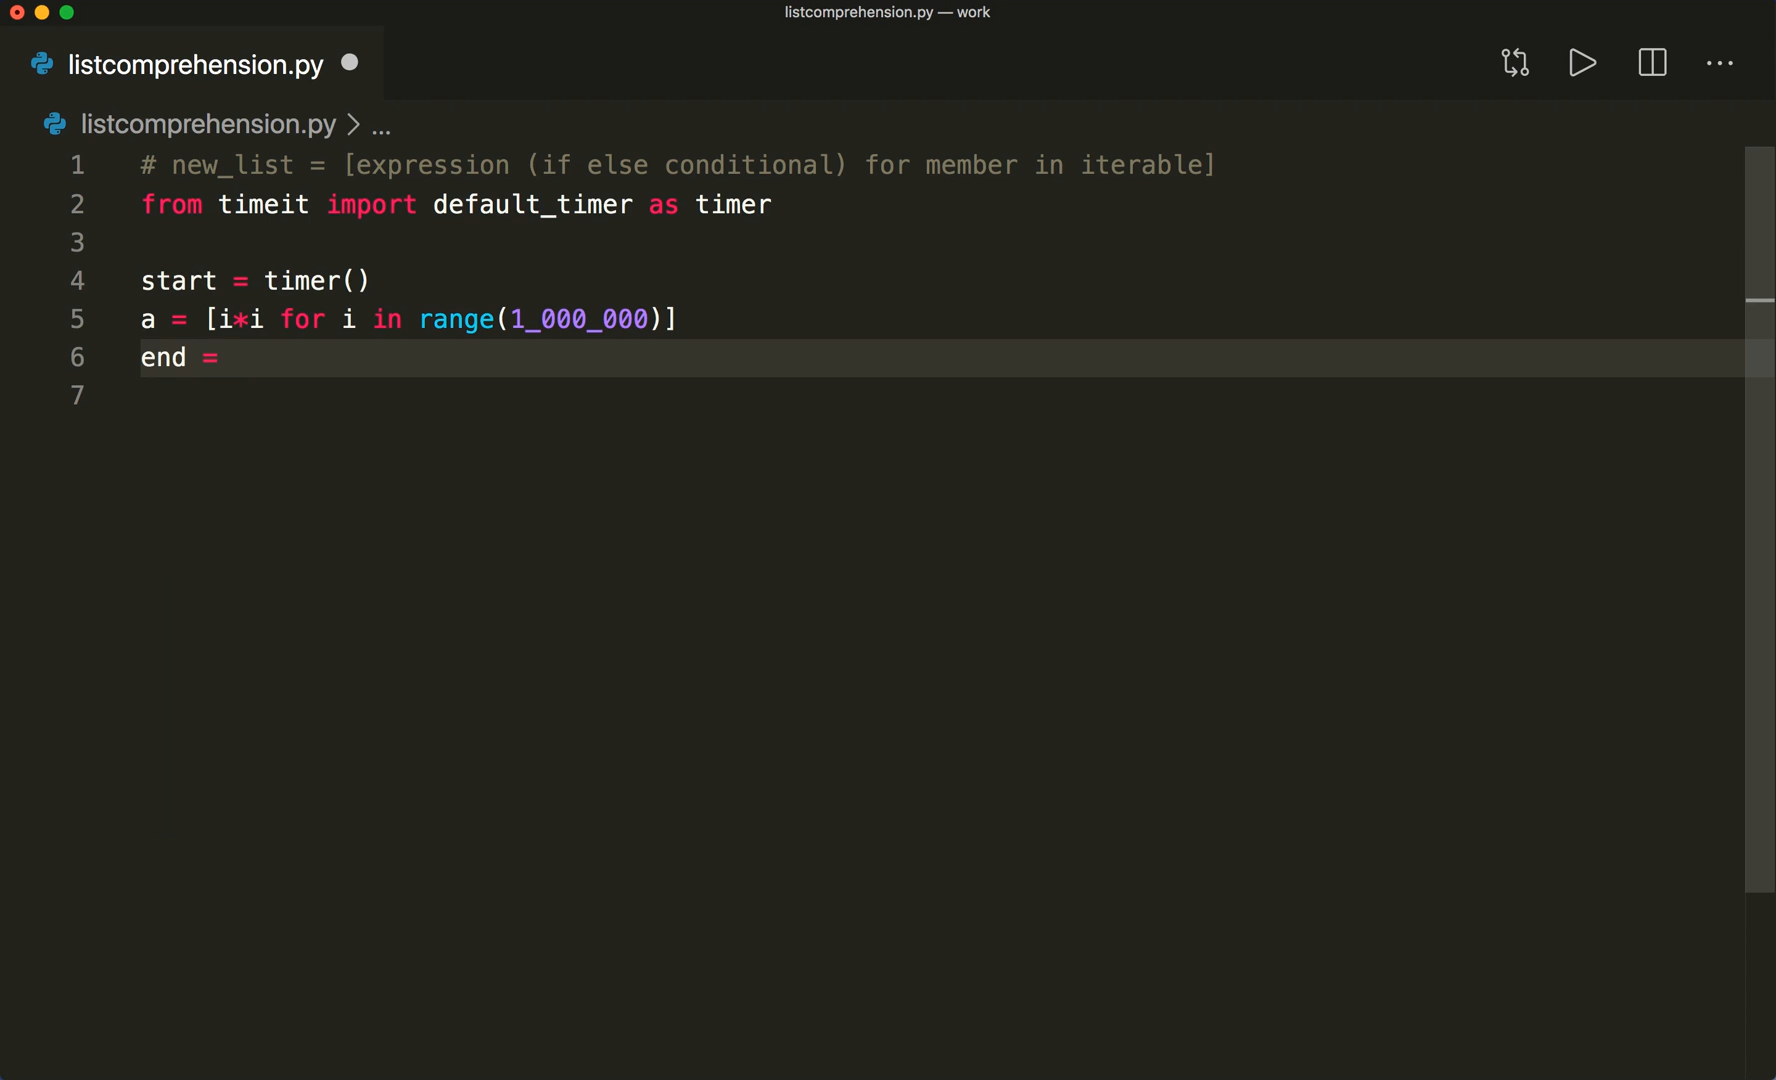 listcomprehension.py — work
listcomprehension.py
listcomprehension.py > ...
1 # new_list = [expression (if else conditional) for member in iterable]
2 from timeit import default_timer as timer
3
4 start = timer()
5 a = [i*i for i in range(1_000_000)]
6 end =
7